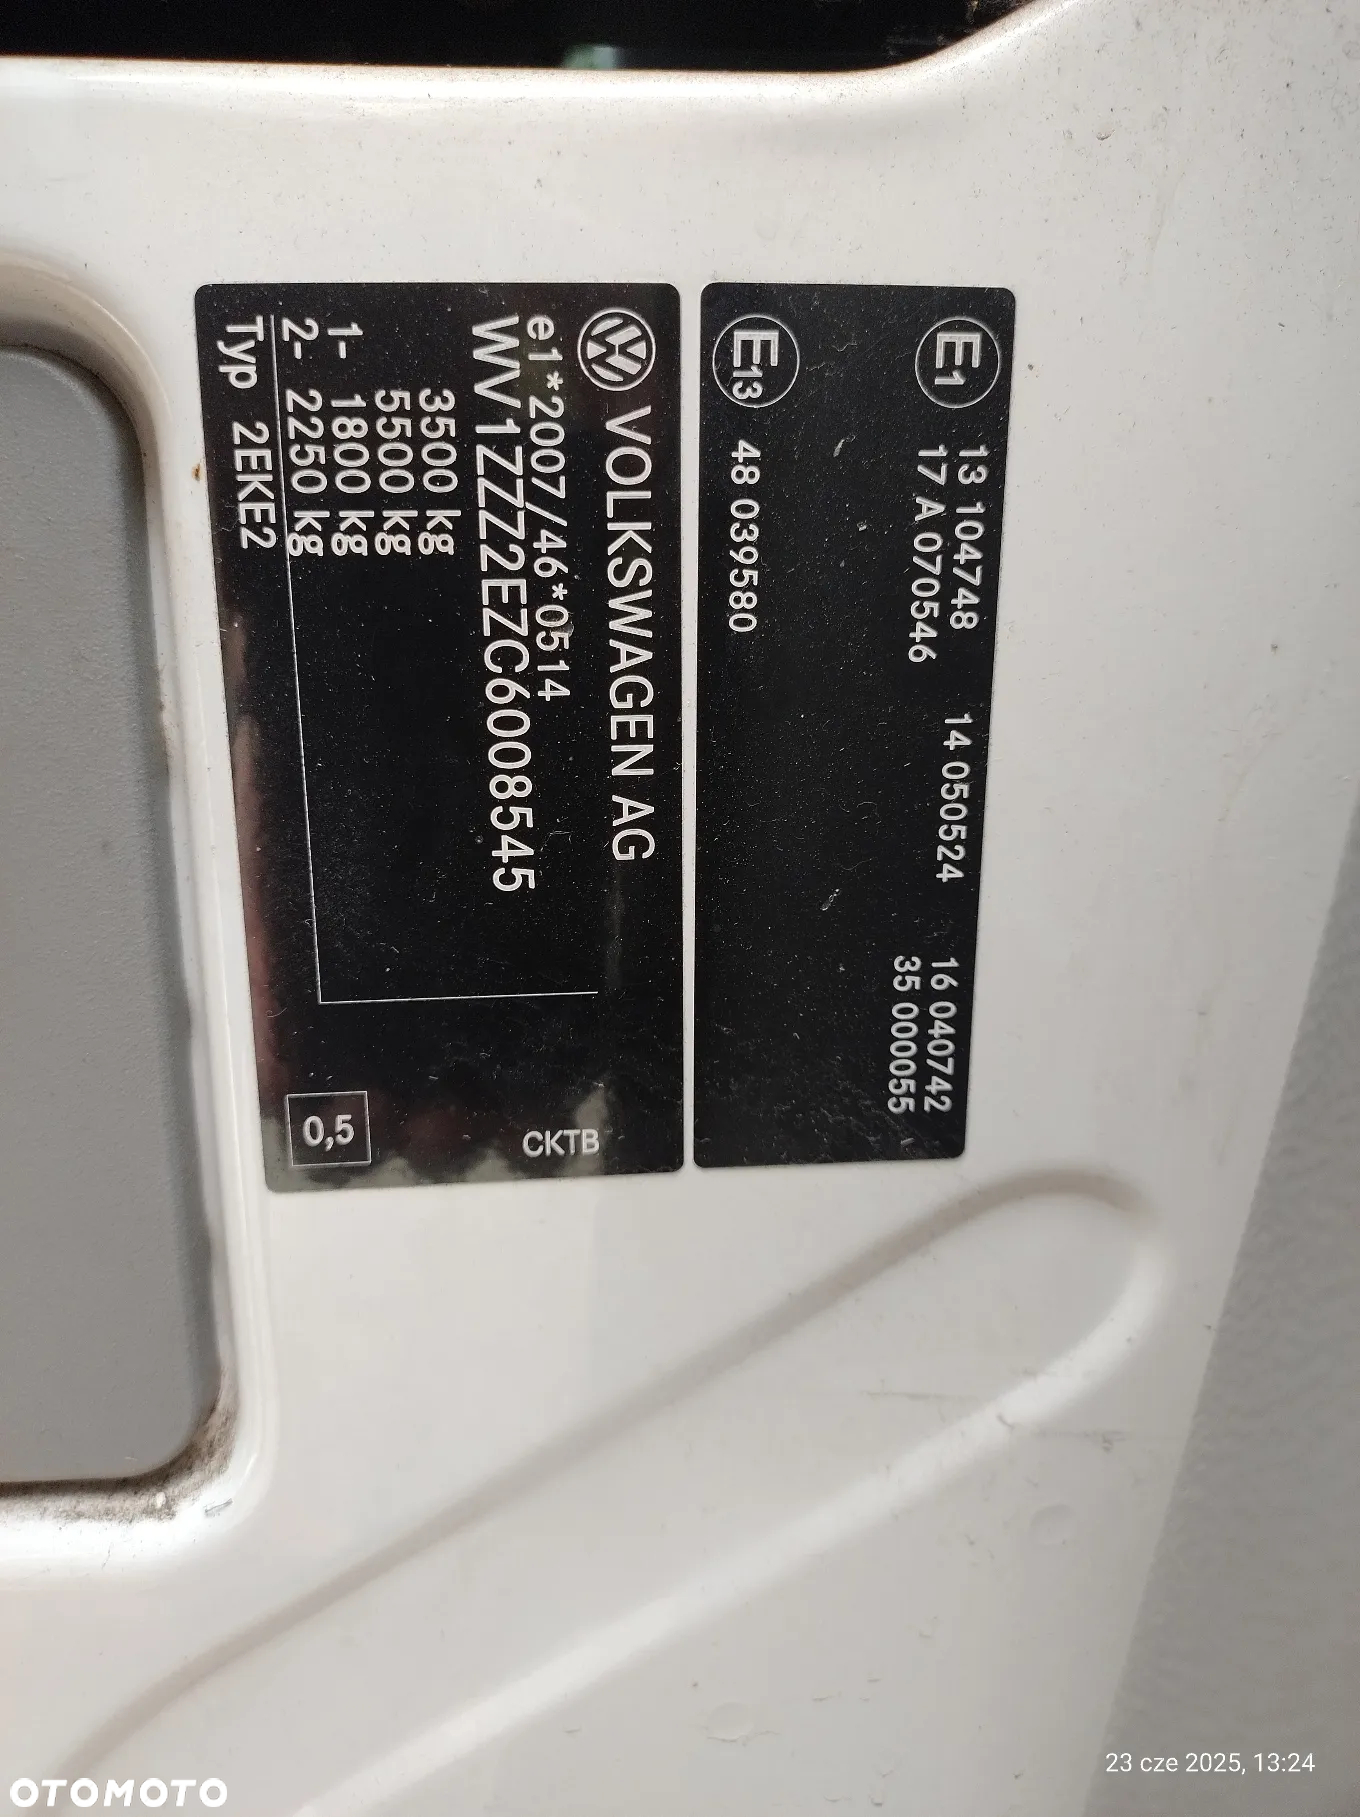 E1 13 104748 14 050524 16 040742
17 A 070546 35 000055
E13 48 039580
VOLKSWAGEN AG
e1*2007/46*0514
WV1ZZZ2EZC6008545
3500 kg
5500 kg
1- 1800 kg
2- 2250 kg
Typ 2EKE2
CKTB
0,5
23 cze 2025, 13:24
OTOMOTO